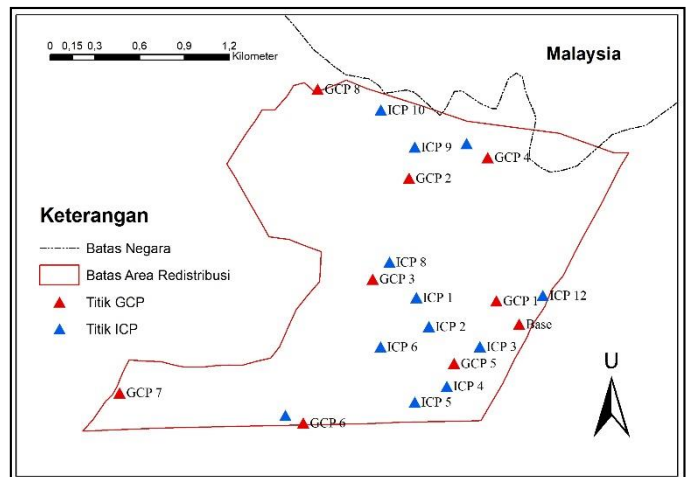 0 0,15 0,3 0,6 0,9 1,2
Kilometer
Malaysia
GCP 8
ICP 10
ICP 9
GCP 4
GCP 2
Keterangan
Batas Negara
Batas Area Redistribusi
Titik GCP
Titik ICP
ICP 8
GCP 3
ICP 1
GCP 1
ICP 12
ICP 2
Base
ICP 6
ICP 3
GCP 5
ICP 4
GCP 7
ICP 5
GCP 6
U